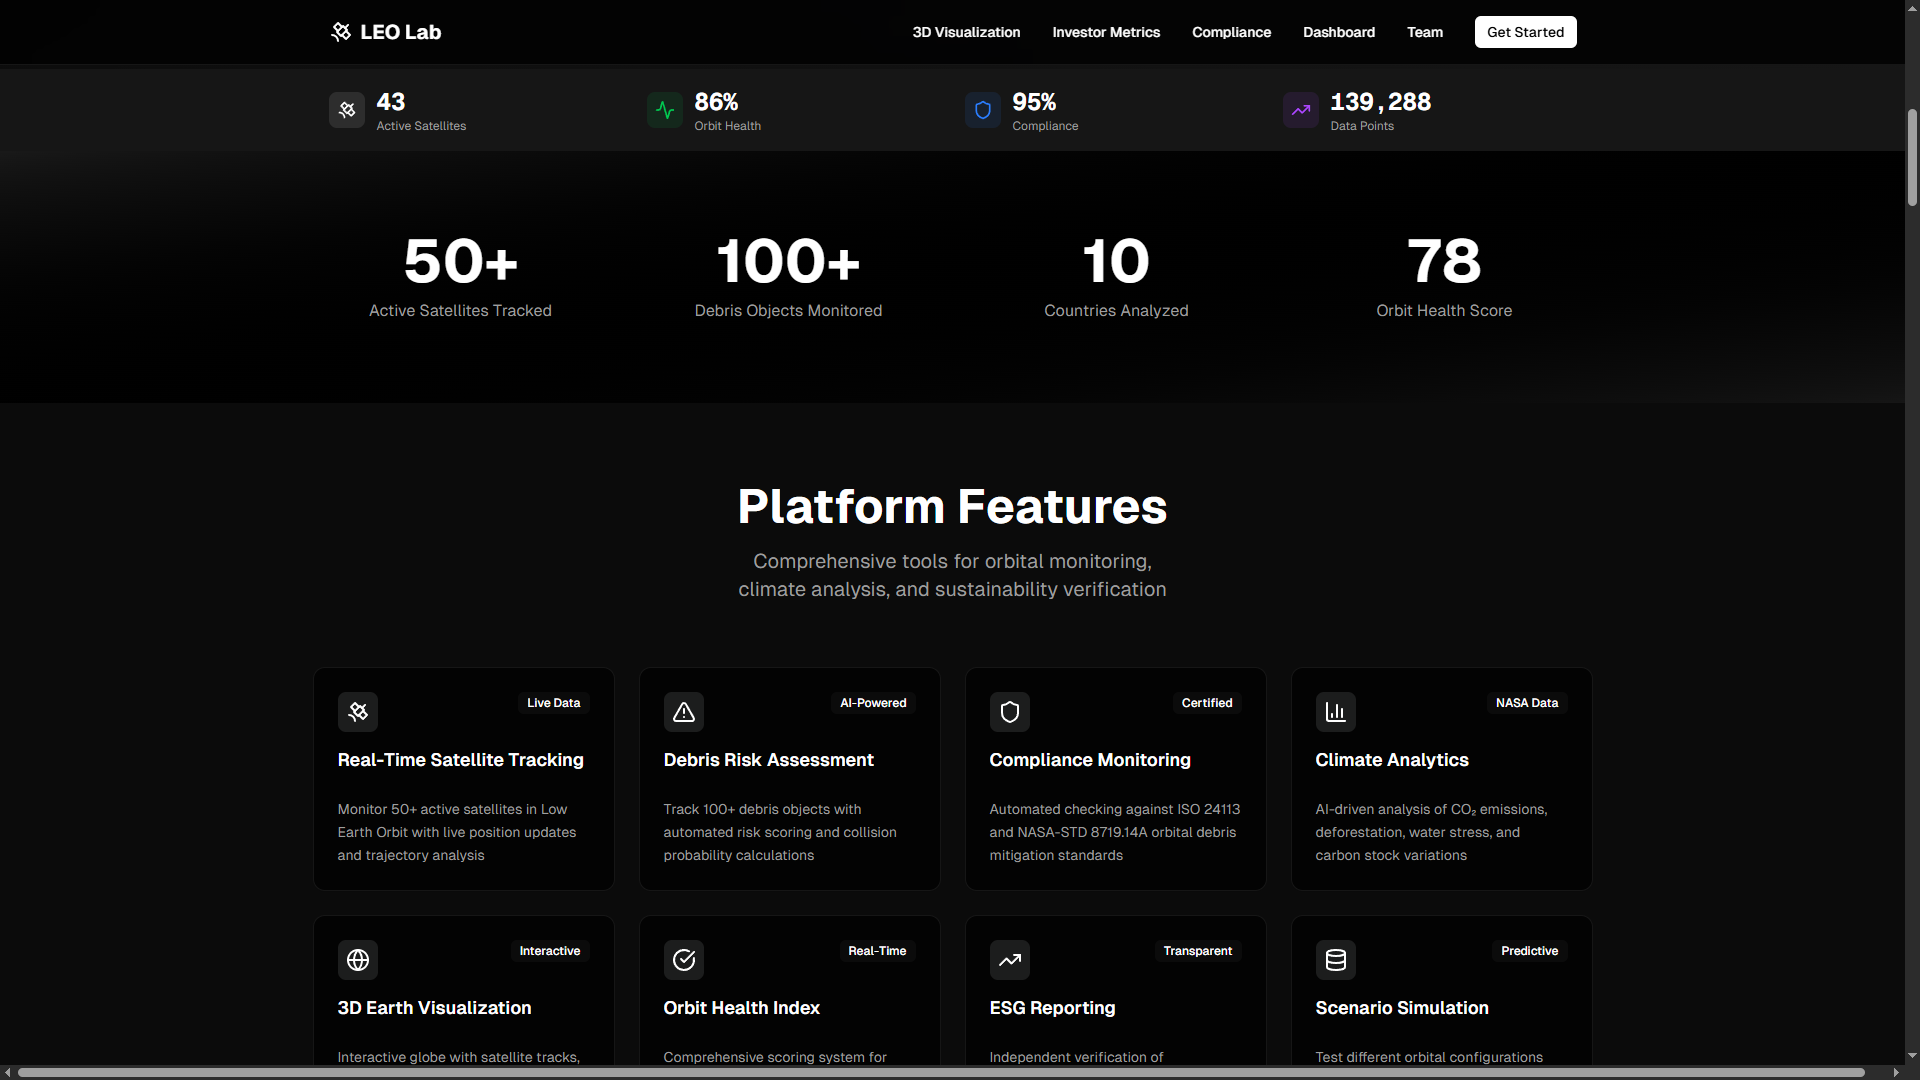 LEO Lab
3D Visualization
Investor Metrics
Compliance
Dashboard
Team
Get Started
43
Active Satellites
86%
Orbit Health
95%
Compliance
139,288
Data Points
50+
Active Satellites Tracked
100+
Debris Objects Monitored
10
Countries Analyzed
78
Orbit Health Score
Platform Features
Comprehensive tools for orbital monitoring,
climate analysis, and sustainability verification
Live Data
Real-Time Satellite Tracking
Monitor 50+ active satellites in Low
Earth Orbit with live position updates
and trajectory analysis
AI-Powered
Debris Risk Assessment
Track 100+ debris objects with
automated risk scoring and collision
probability calculations
Certified
Compliance Monitoring
Automated checking against ISO 24113
and NASA-STD 8719.14A orbital debris
mitigation standards
NASA Data
Climate Analytics
AI-driven analysis of CO₂ emissions,
deforestation, water stress, and
carbon stock variations
Interactive
3D Earth Visualization
Interactive globe with satellite tracks,
Real-Time
Orbit Health Index
Comprehensive scoring system for
Transparent
ESG Reporting
Independent verification of
Predictive
Scenario Simulation
Test different orbital configurations